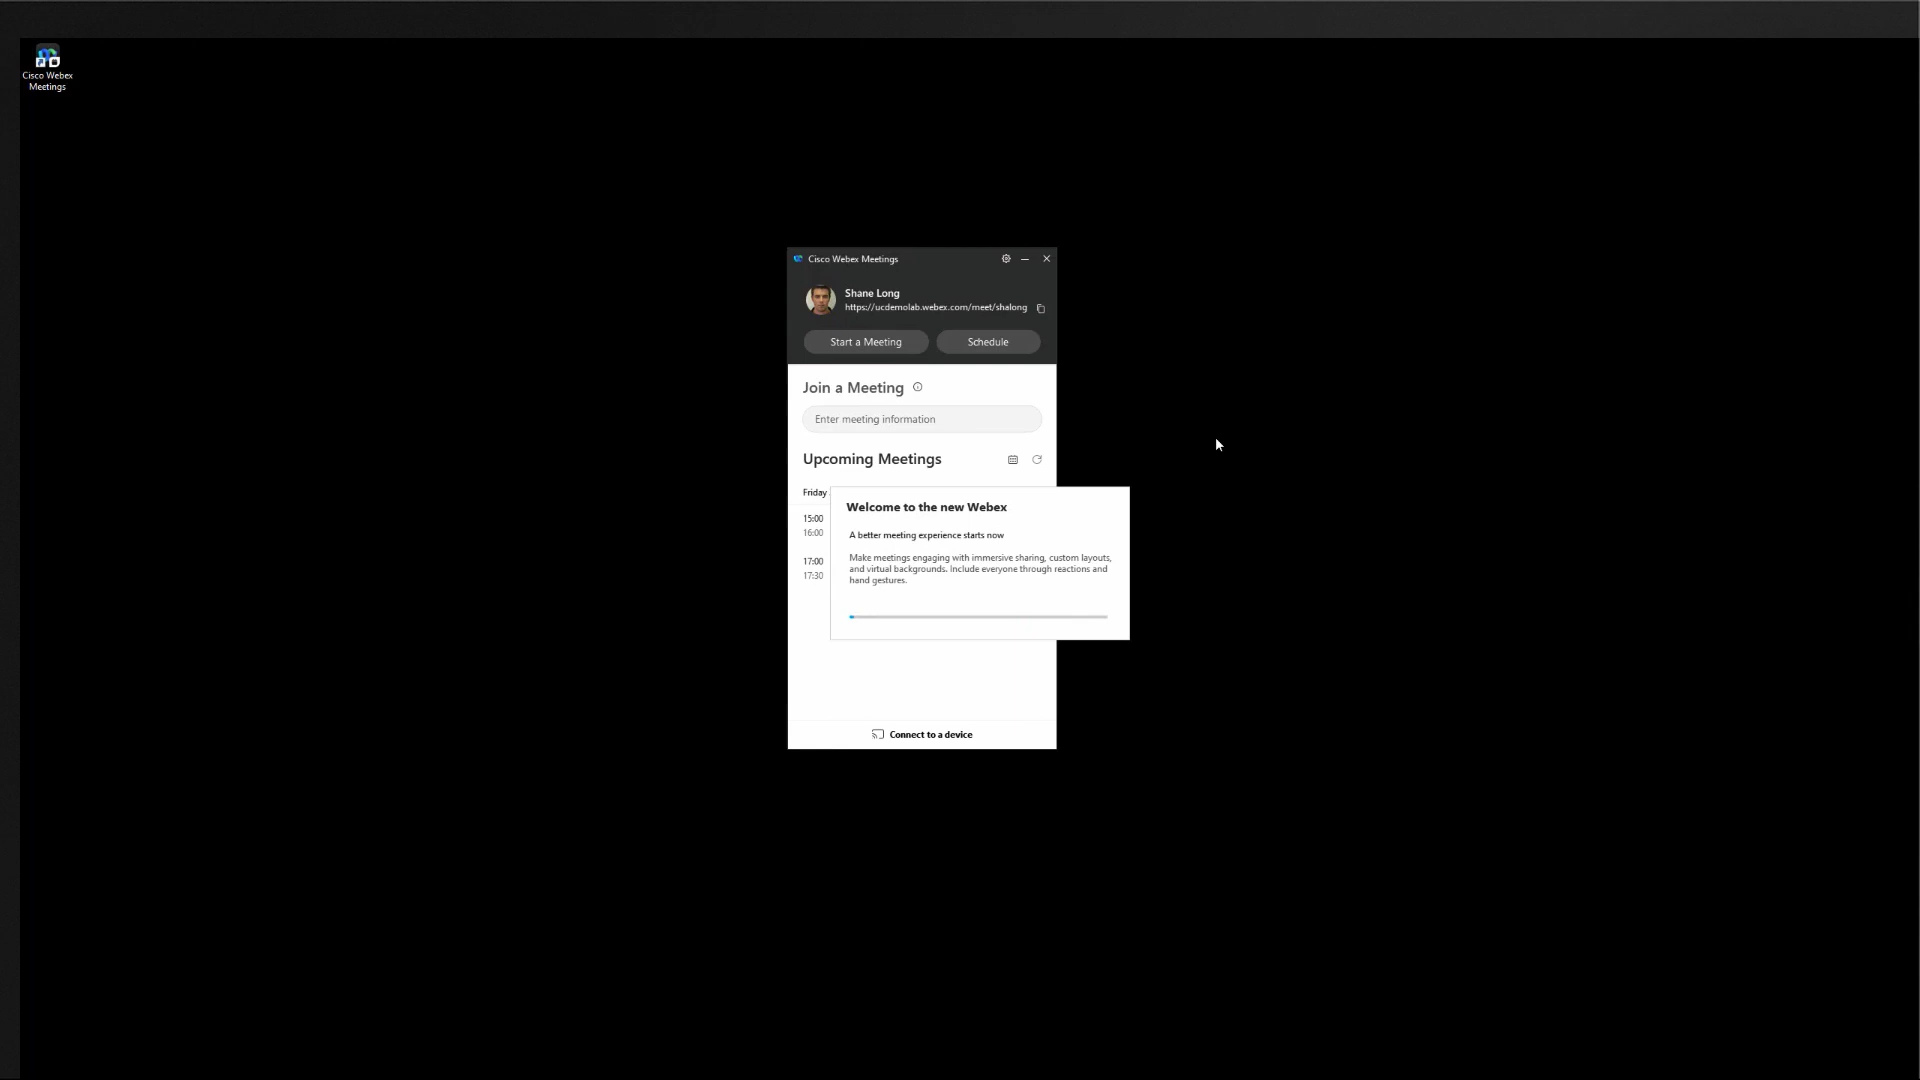 Cisco Webex
Meetings
Cisco Webex Meetings
Shane Long
https://ucdemolab.webex.com/meet/shalong
Start a Meeting
Schedule
Join a Meeting
Enter meeting information
Upcoming Meetings
Friday
15:00
16:00
17:00
17:30
Welcome to the new Webex
A better meeting experience starts now
Make meetings engaging with immersive sharing, custom layouts,
and virtual backgrounds. Include everyone through reactions and
hand gestures.
Connect to a device